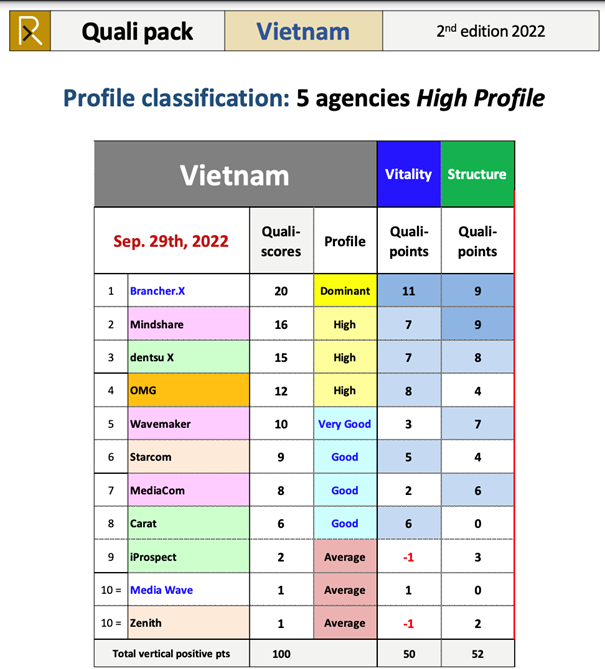 R
Quali pack
Vietnam
2nd edition 2022
Profile classification: 5 agencies High Profile
Vietnam Vitality Structure
Sep. 29th, 2022 Quali-scores Profile Quali-points Quali-points
1 Brancher.X 20 Dominant 11 9
2 Mindshare 16 High 7 9
3 dentsu X 15 High 7 8
4 OMG 12 High 8 4
5 Wavemaker 10 Very Good 3 7
6 Starcom 9 Good 5 4
7 MediaCom 8 Good 2 6
8 Carat 6 Good 6 0
9 iProspect 2 Average -1 3
10 = Media Wave 1 Average 1 0
10 = Zenith 1 Average -1 2
Total vertical positive pts 100 50 52